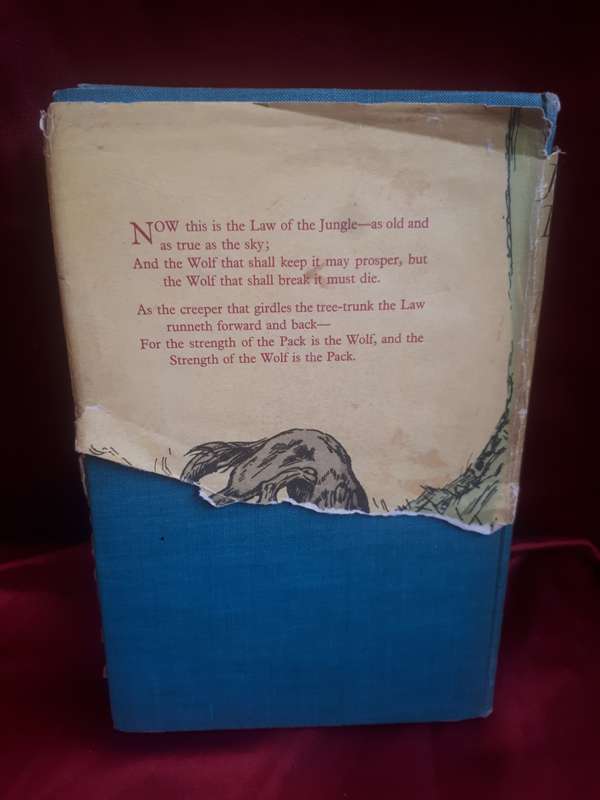 NOW this is the Law of the Jungle—as old and
as true as the sky;
And the Wolf that shall keep it may prosper, but
the Wolf that shall break it must die.
As the creeper that girdles the tree-trunk the Law
runneth forward and back—
For the strength of the Pack is the Wolf, and the
Strength of the Wolf is the Pack.